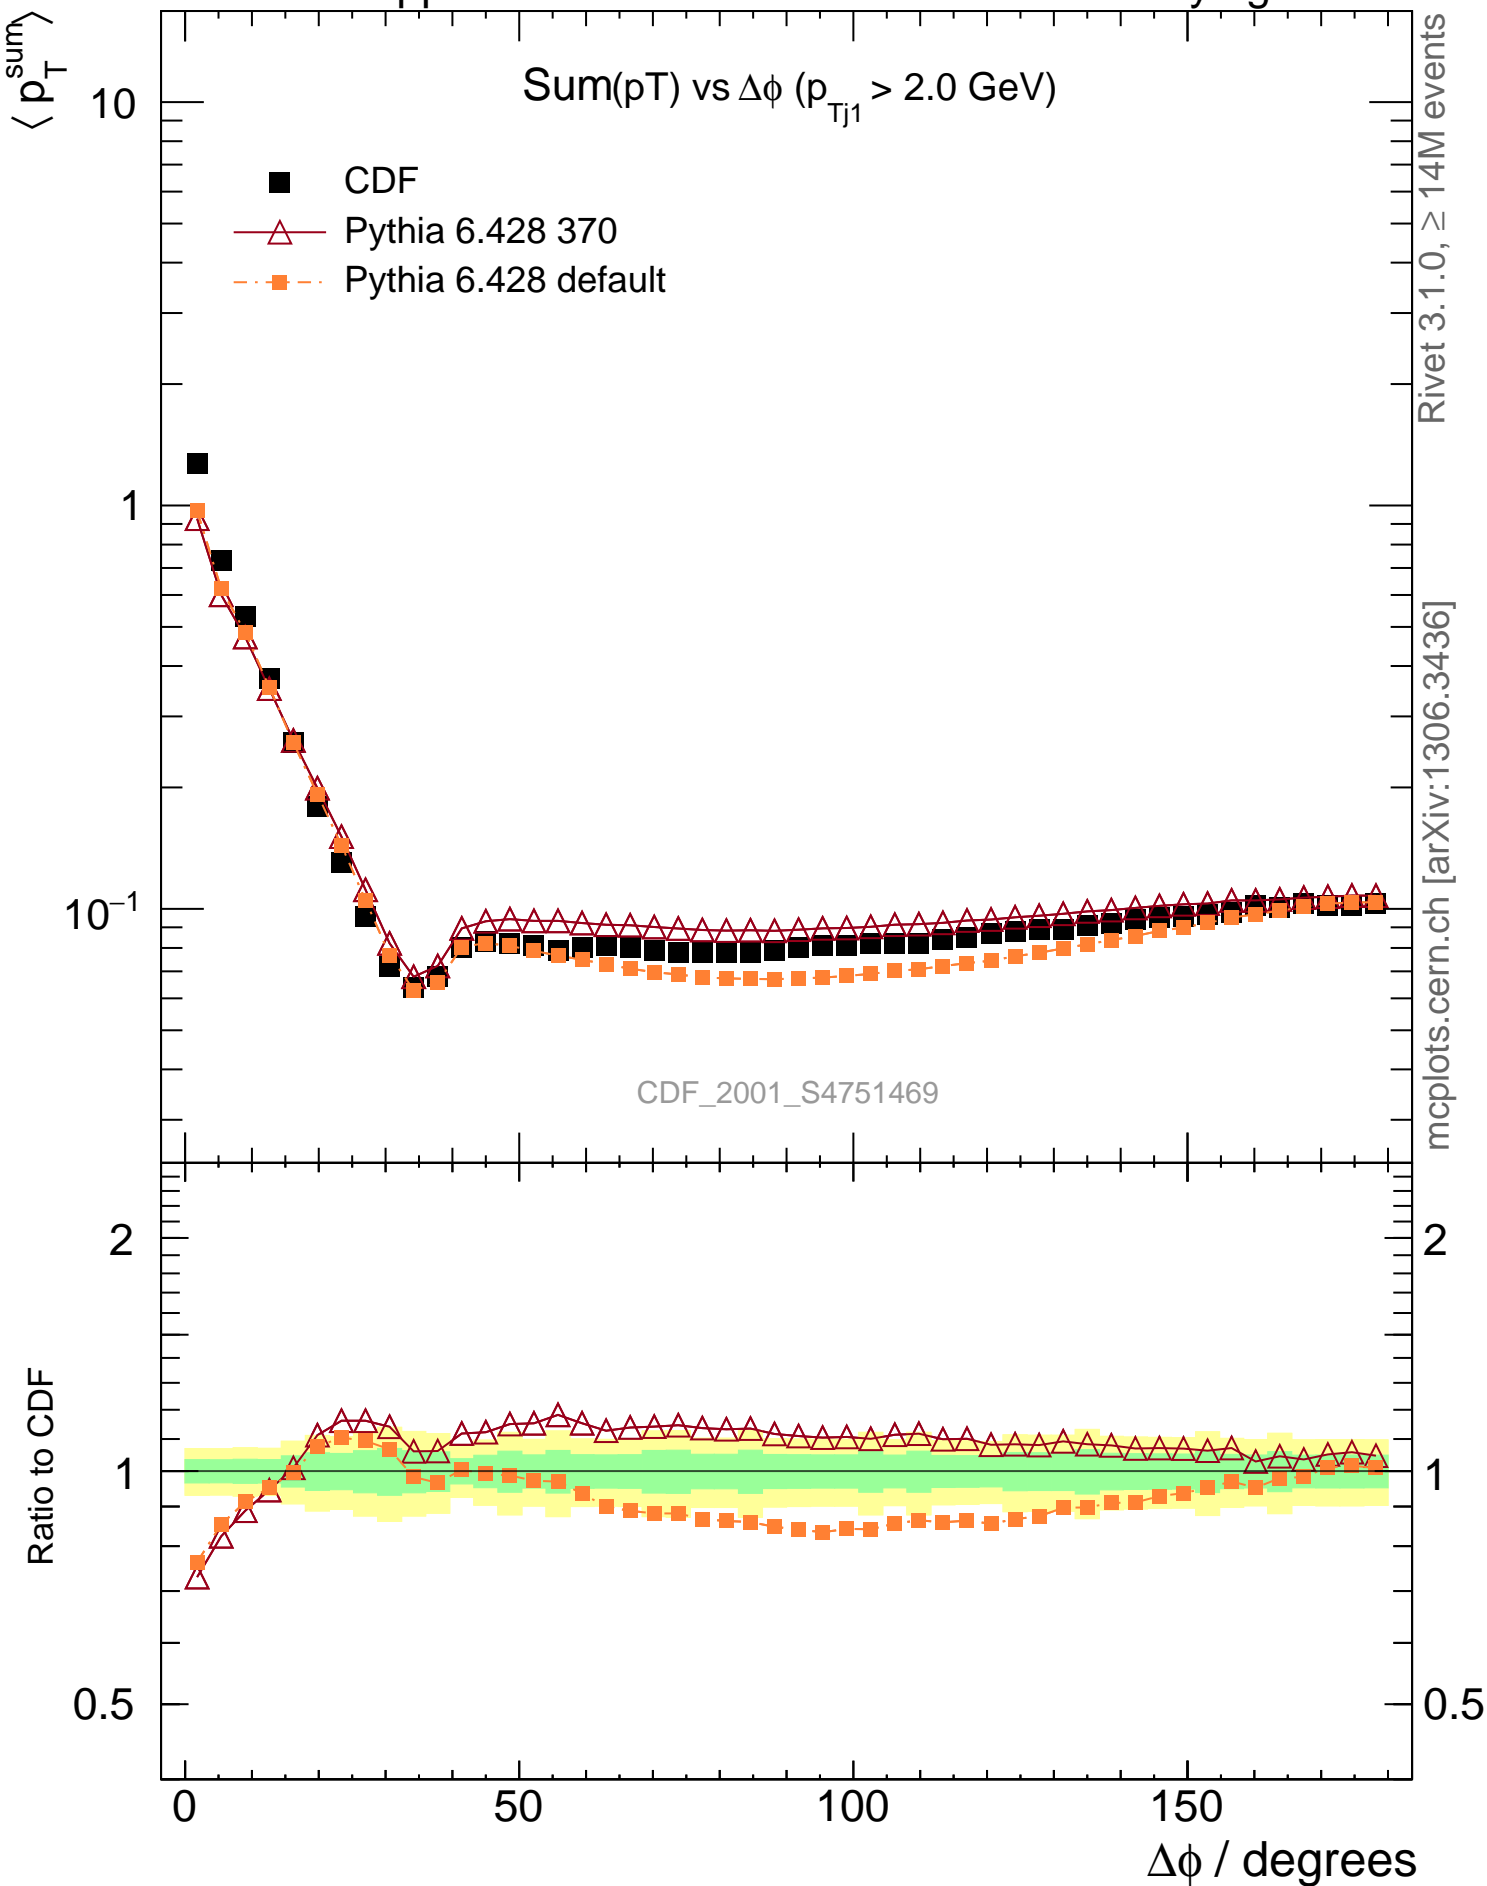 Sum(pT) vs Δϕ (p_Tj1 > 2.0 GeV)
⟨ p_T^sum ⟩
CDF
Pythia 6.428 370
Pythia 6.428 default
10
1
10⁻¹
CDF_2001_S4751469
Rivet 3.1.0, ≥ 14M events
mcplots.cern.ch [arXiv:1306.3436]
Ratio to CDF
2
1
0.5
2
1
0.5
0 50 100 150
Δϕ / degrees